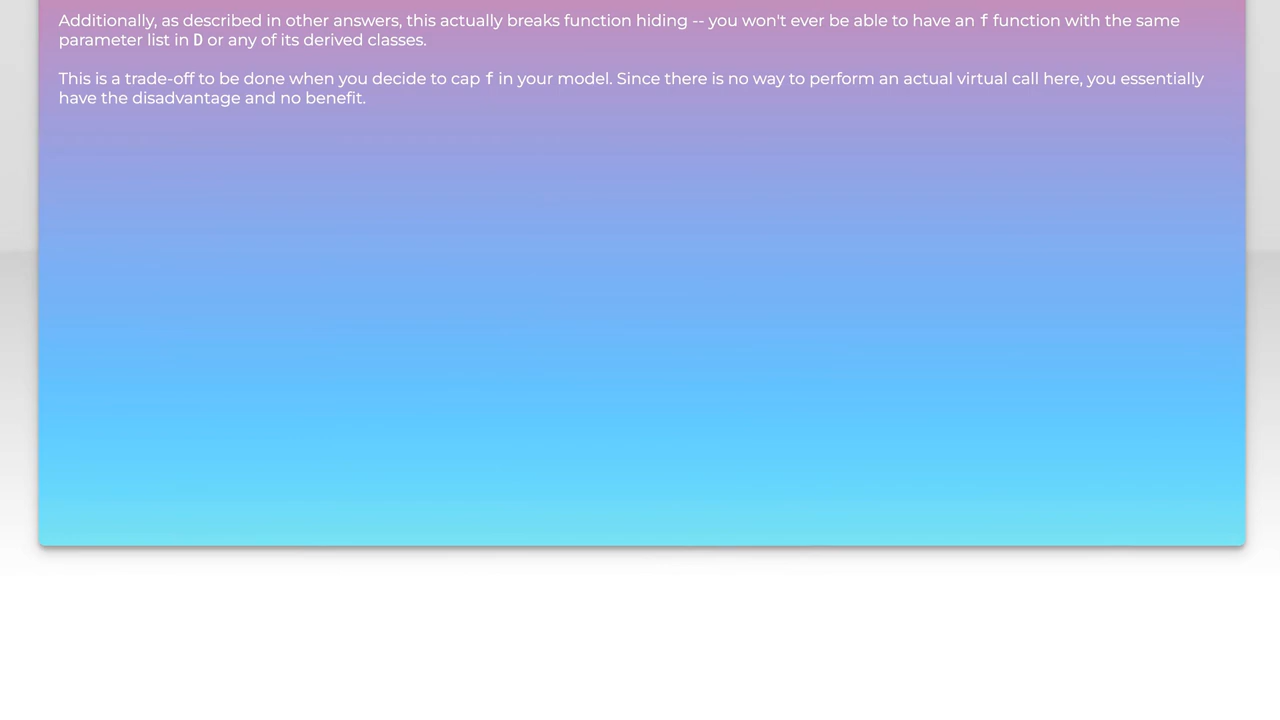 Additionally, as described in other answers, this actually breaks function hiding -- you won't ever be able to have an f function with the same
parameter list in D or any of its derived classes.
This is a trade-off to be done when you decide to cap f in your model. Since there is no way to perform an actual virtual call here, you essentially
have the disadvantage and no benefit.